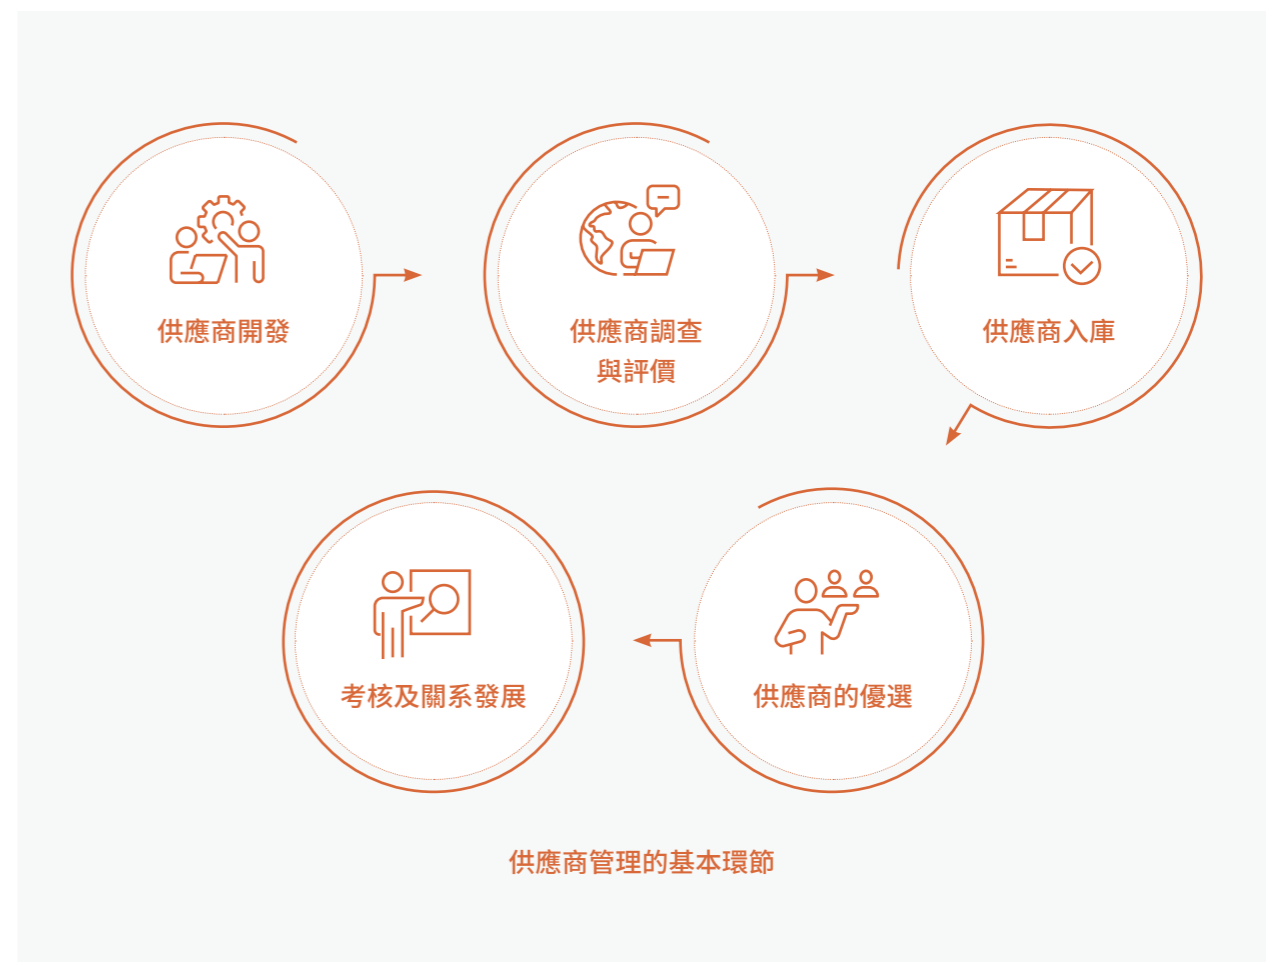 供應商開發
供應商調查
與評價
供應商入庫
考核及關系發展
供應商的優選
供應商管理的基本環節